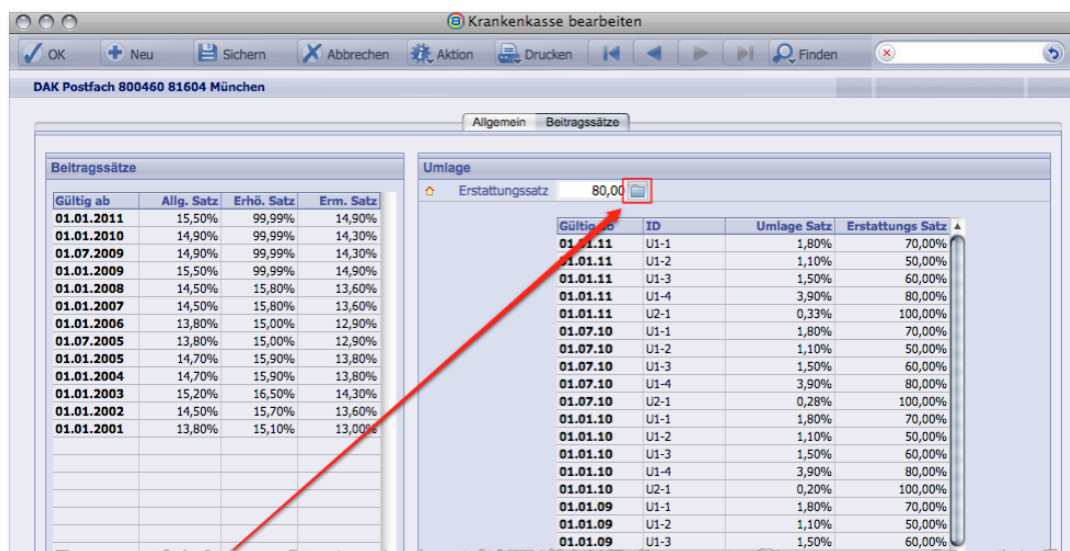 Krankenkasse bearbeiten
OK Neu Sichern Abbrechen Aktion Drucken Finden
DAK Postfach 800460 81604 München
Allgemein Beitragssätze
Beitragssätze
Gültig ab Allg. Satz Erhö. Satz Erm. Satz
01.01.2011 15,50% 99,99% 14,90%
01.01.2010 14,90% 99,99% 14,30%
01.07.2009 14,90% 99,99% 14,30%
01.01.2009 15,50% 99,99% 14,90%
01.01.2008 14,50% 15,80% 13,60%
01.01.2007 14,50% 15,80% 13,60%
01.01.2006 13,80% 15,00% 12,90%
01.07.2005 13,80% 15,00% 12,90%
01.01.2005 14,70% 15,90% 13,80%
01.01.2004 14,70% 15,90% 13,80%
01.01.2003 15,20% 16,50% 14,30%
01.01.2002 14,50% 15,70% 13,60%
01.01.2001 13,80% 15,10% 13,00%
Umlage
Erstattungssatz 80,00
Gültig ab ID Umlage Satz Erstattungs Satz
01.01.11 U1-1 1,80% 70,00%
01.01.11 U1-2 1,10% 50,00%
01.01.11 U1-3 1,50% 60,00%
01.01.11 U1-4 3,90% 80,00%
01.01.11 U2-1 0,33% 100,00%
01.07.10 U1-1 1,80% 70,00%
01.07.10 U1-2 1,10% 50,00%
01.07.10 U1-3 1,50% 60,00%
01.07.10 U1-4 3,90% 80,00%
01.07.10 U2-1 0,28% 100,00%
01.01.10 U1-1 1,80% 70,00%
01.01.10 U1-2 1,10% 50,00%
01.01.10 U1-3 1,50% 60,00%
01.01.10 U1-4 3,90% 80,00%
01.01.10 U2-1 0,20% 100,00%
01.01.09 U1-1 1,80% 70,00%
01.01.09 U1-2 1,10% 50,00%
01.01.09 U1-3 1,50% 60,00%